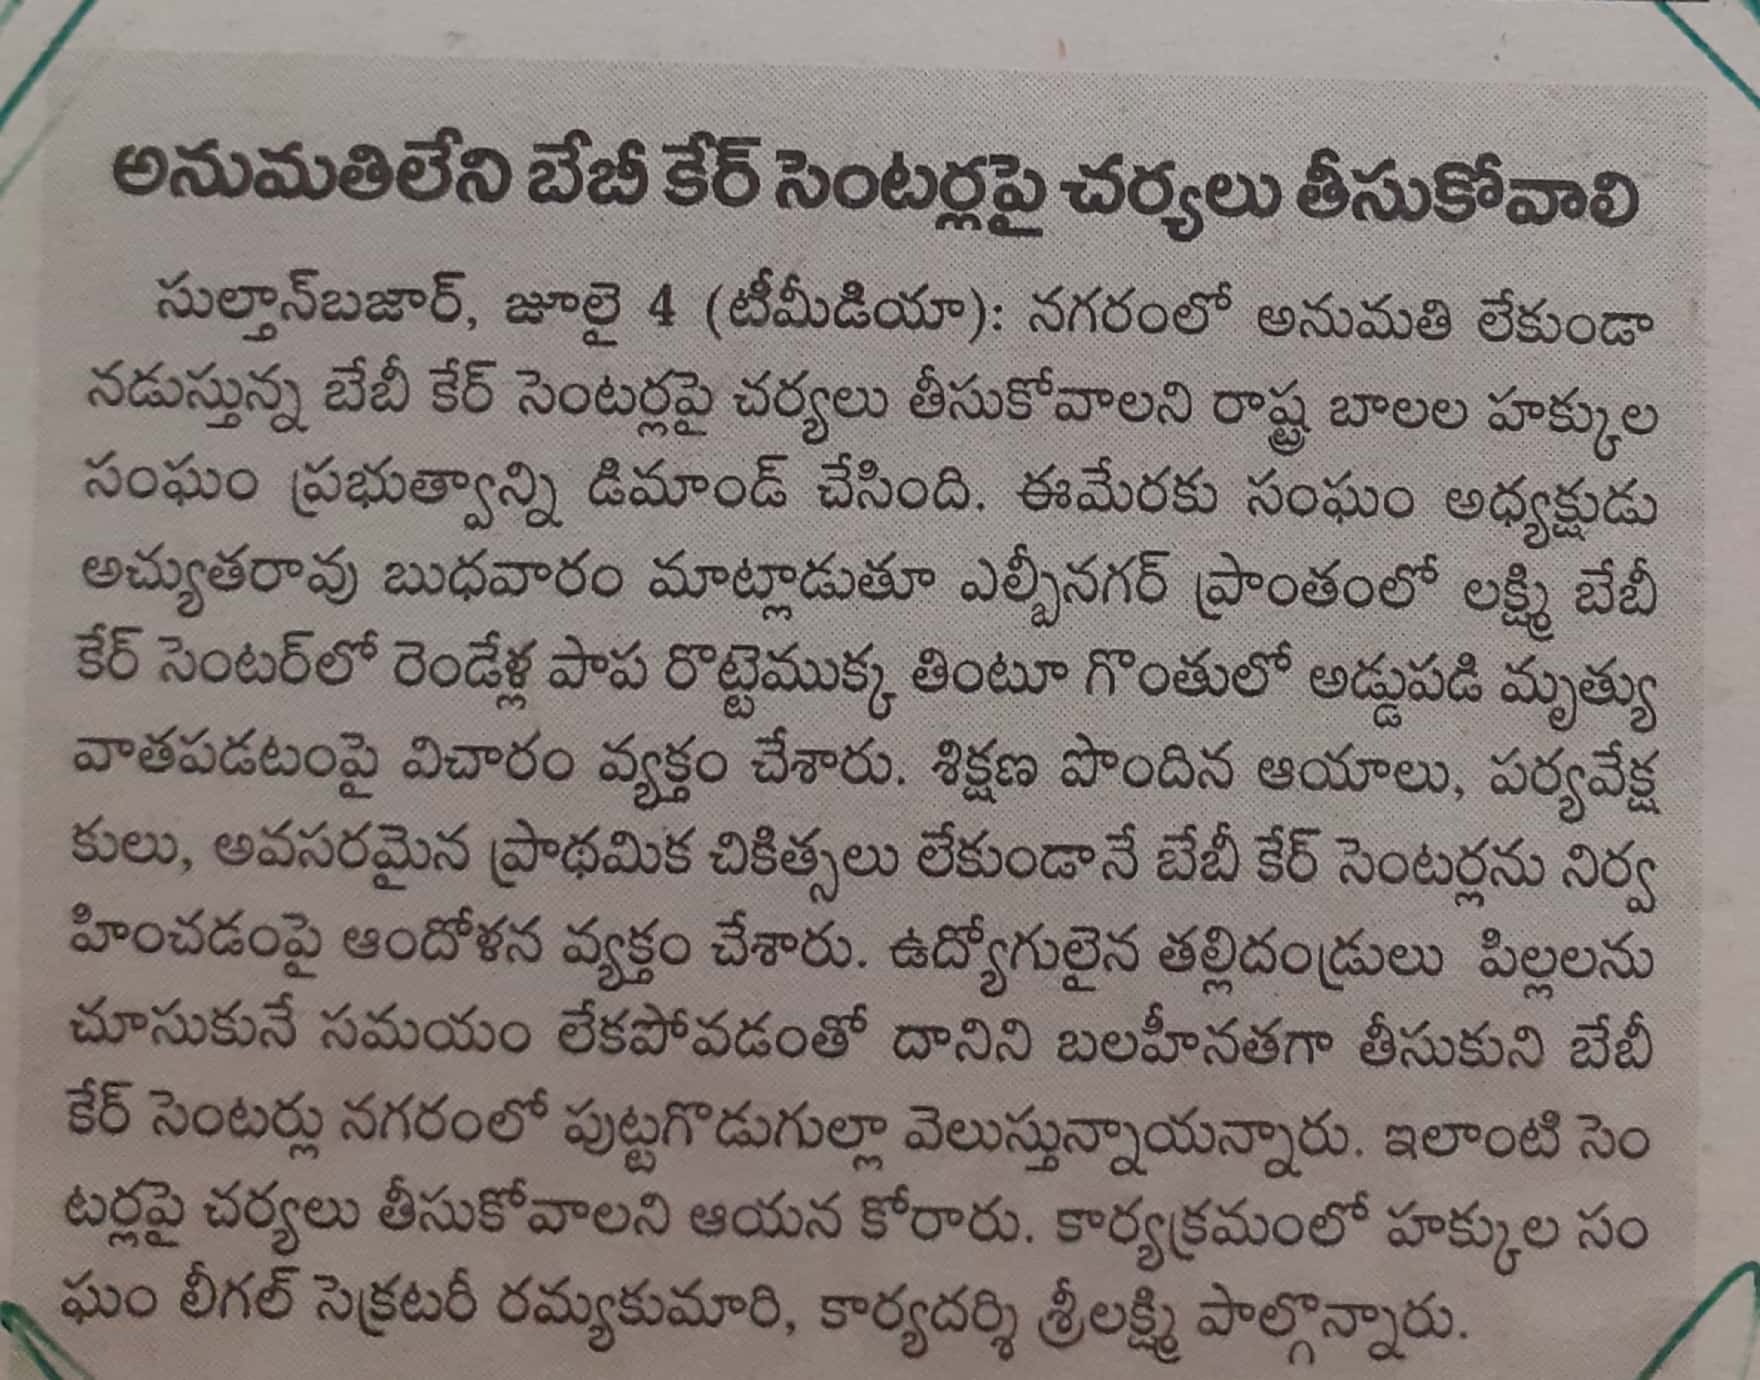 అనుమతిలేని బేబీ కేర్ సెంటర్లపై చర్యలు తీసుకోవాలి
సుల్తాన్‌బజార్, జూలై 4 (టీమీడియా): నగరంలో అనుమతి లేకుండా
నడుస్తున్న బేబీ కేర్ సెంటర్లపై చర్యలు తీసుకోవాలని రాష్ట్ర బాలల హక్కుల
సంఘం ప్రభుత్వాన్ని డిమాండ్ చేసింది. ఈమేరకు సంఘం అధ్యక్షుడు
అచ్యుతరావు బుధవారం మాట్లాడుతూ ఎల్బీనగర్ ప్రాంతంలో లక్ష్మి బేబీ
కేర్ సెంటర్‌లో రెండేళ్ల పాప రొట్టెముక్క తింటూ గొంతులో అడ్డుపడి మృత్యు
వాతపడటంపై విచారం వ్యక్తం చేశారు. శిక్షణ పొందిన ఆయాలు, పర్యవేక్ష
కులు, అవసరమైన ప్రాథమిక చికిత్సలు లేకుండానే బేబీ కేర్ సెంటర్లను నిర్వ
హించడంపై ఆందోళన వ్యక్తం చేశారు. ఉద్యోగులైన తల్లిదండ్రులు పిల్లలను
చూసుకునే సమయం లేకపోవడంతో దానిని బలహీనతగా తీసుకుని బేబీ
కేర్ సెంటర్లు నగరంలో పుట్టగొడుగుల్లా వెలుస్తున్నాయన్నారు. ఇలాంటి సెం
టర్లపై చర్యలు తీసుకోవాలని ఆయన కోరారు. కార్యక్రమంలో హక్కుల సం
ఘం లీగల్ సెక్రటరీ రమ్యకుమారి, కార్యదర్శి శ్రీలక్ష్మి పాల్గొన్నారు.